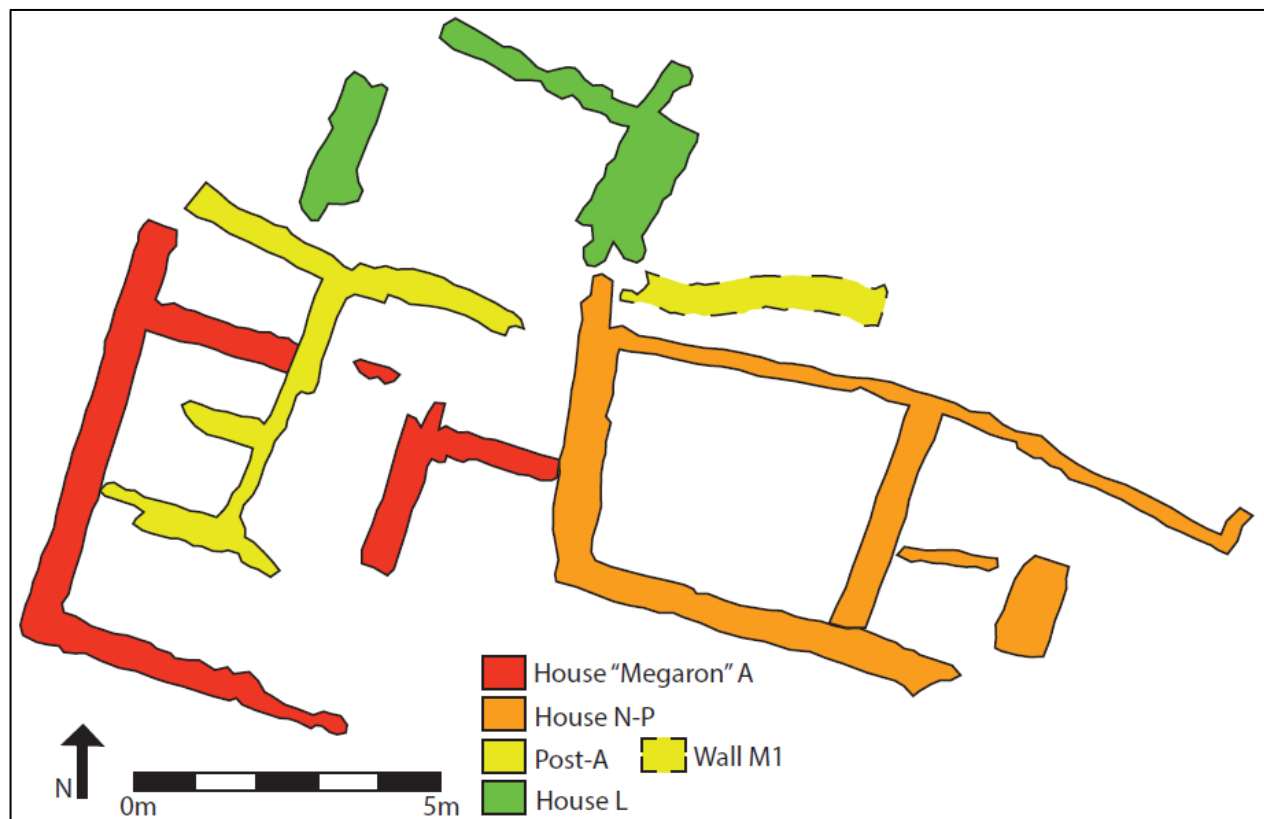 House “Megaron” A
House N-P
Post-A
Wall M1
House L
N
0m
5m